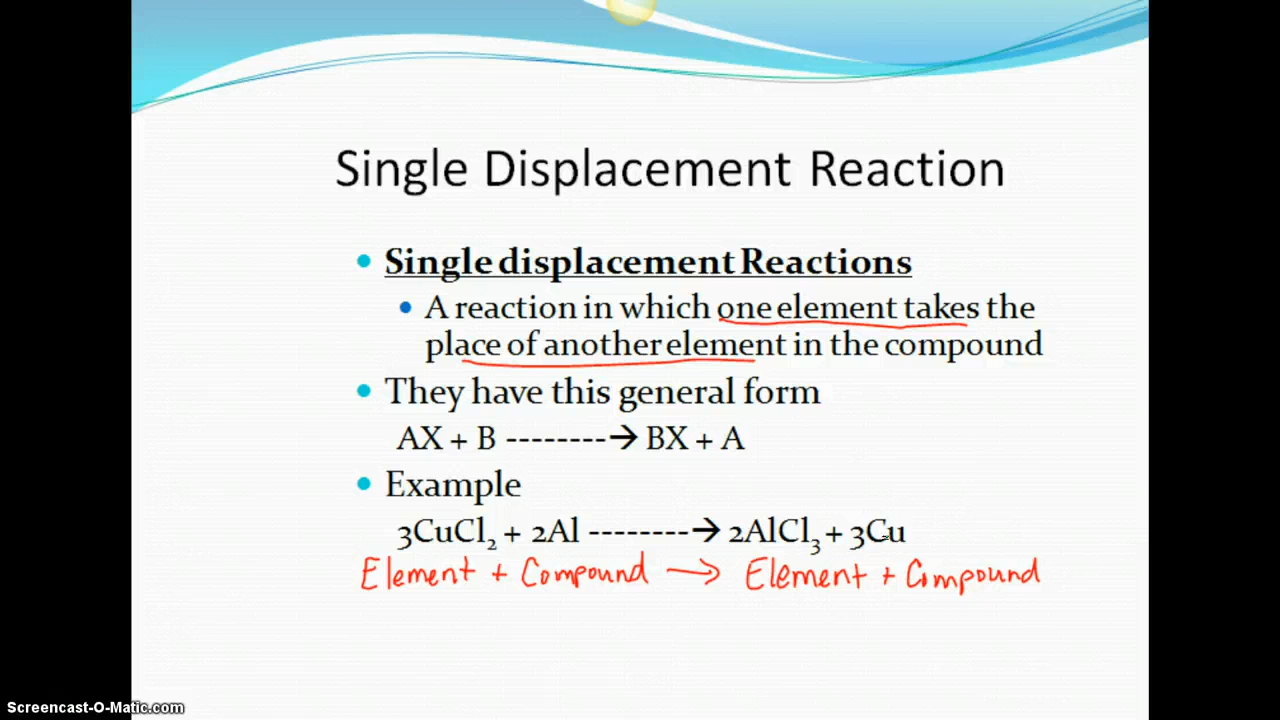 Single Displacement Reaction
• Single displacement Reactions
• A reaction in which one element takes the
place of another element in the compound
• They have this general form
AX + B --------→ BX + A
• Example
3CuCl₂ + 2Al --------→ 2AlCl₃ + 3Cu
Element + Compound → Element + Compound
Screencast-O-Matic.com